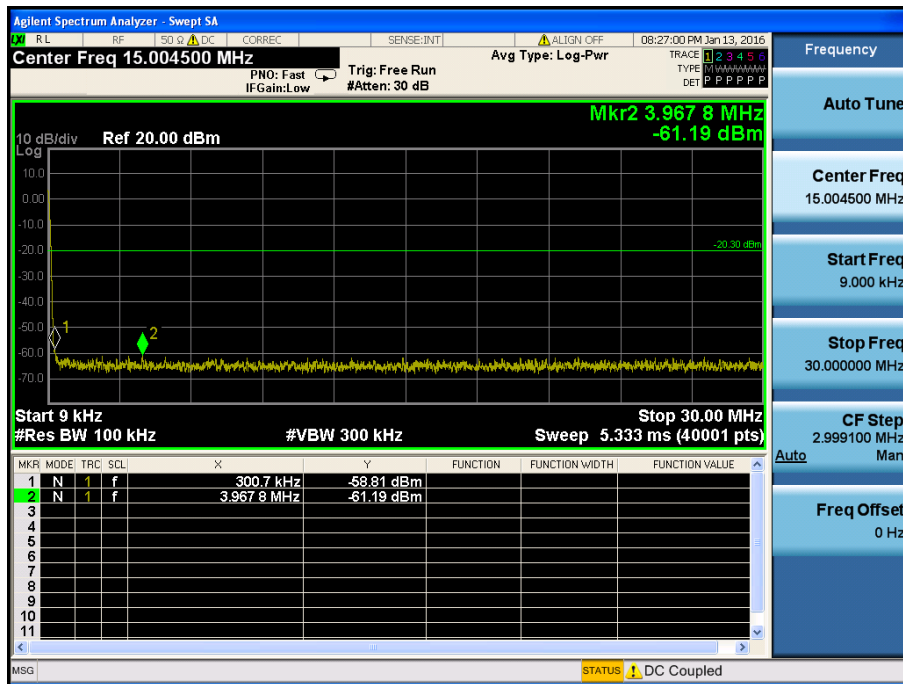 Agilent Spectrum Analyzer - Swept SA
LXI RL RF 50 Ω DC CORREC SENSE:INT ALIGN OFF 08:27:00 PM Jan 13, 2016
Center Freq 15.004500 MHz
PNO: Fast
IFGain:Low
Trig: Free Run
#Atten: 30 dB
Avg Type: Log-Pwr
TRACE 1 2 3 4 5 6
TYPE MWWWWW
DET P P P P P P
Mkr2 3.967 8 MHz
-61.19 dBm
10 dB/div Ref 20.00 dBm
Log
10.0
0.00
-10.0
-20.0
-20.30 dBm
-30.0
-40.0
-50.0
1
2
-60.0
-70.0
Start 9 kHz Stop 30.00 MHz
#Res BW 100 kHz #VBW 300 kHz Sweep 5.333 ms (40001 pts)
MKR MODE TRC SCL X Y FUNCTION FUNCTION WIDTH FUNCTION VALUE
1 N 1 f 300.7 kHz -58.81 dBm
2 N 1 f 3.967 8 MHz -61.19 dBm
3
4
5
6
7
8
9
10
11
MSG STATUS DC Coupled
Frequency
Auto Tune
Center Freq
15.004500 MHz
Start Freq
9.000 kHz
Stop Freq
30.000000 MHz
CF Step
2.999100 MHz
Auto Man
Freq Offset
0 Hz